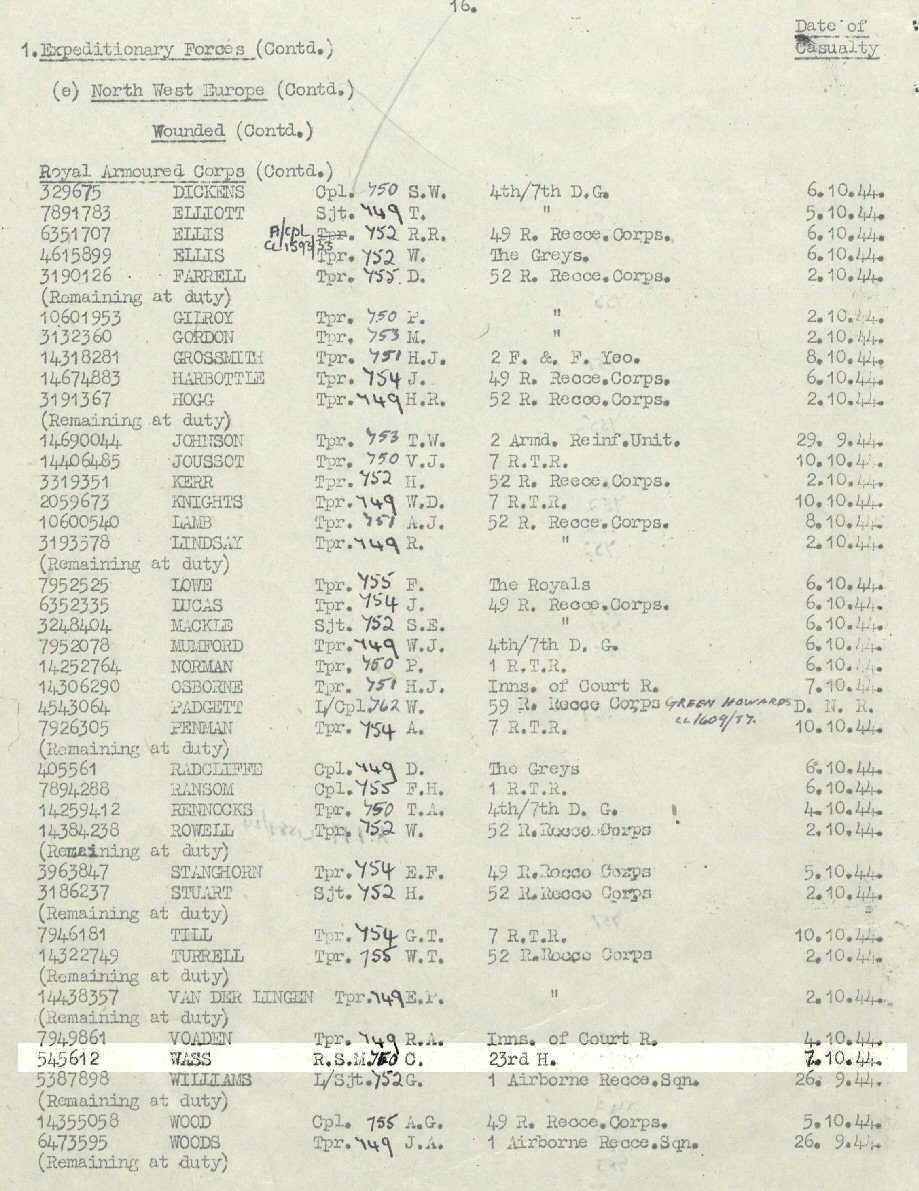 16.
Date of
1.Expeditionary Forces (Contd.)
Casualty
(e) North West Europe (Contd.)
Wounded (Contd.)
Royal Armoured Corps (Contd.)
329675 DICKENS Cpl. 750 S.W. 4th/7th D.G. 6.10.44.
7891783 ELLIOTT Sjt. 749 T. " 5.10.44.
6351707 ELLIS A/Cpl Tpr. 752 R.R. 49 R. Recce.Corps. 6.10.44.
CL1593/33
4615899 ELLIS Tpr. 752 W. The Greys. 6.10.44.
3190126 FARRELL Tpr. 755 D. 52 R. Recce.Corps. 2.10.44.
(Remaining at duty)
10601953 GILROY Tpr. 750 P. " 2.10.44.
3132360 GORDON Tpr. 753 M. " 2.10.44.
14318281 GROSSMITH Tpr. 751 H.J. 2 F. & F. Yeo. 8.10.44.
14674883 HARBOTTLE Tpr. 754 J. 49 R. Recce.Corps. 6.10.44.
3191367 HOGG Tpr. 749 H.R. 52 R. Recce.Corps. 2.10.44.
(Remaining at duty)
14690044 JOHNSON Tpr. 753 T.W. 2 Armd. Reinf.Unit. 29. 9.44.
14406485 JOUSSOT Tpr. 750 V.J. 7 R.T.R. 10.10.44.
3319351 KERR Tpr. 752 H. 52 R. Recce.Corps. 2.10.44.
2059673 KNIGHTS Tpr. 749 W.D. 7 R.T.R. 10.10.44.
10600540 LAMB Tpr. 751 A.J. 52 R. Recce.Corps. 8.10.44.
3193578 LINDSAY Tpr. 749 R. " 2.10.44.
(Remaining at duty)
7952525 LOWE Tpr. 755 F. The Royals 6.10.44.
6352335 LUCAS Tpr. 754 J. 49 R. Recce.Corps. 6.10.44.
3248404 MACKLE Sjt. 752 S.E. " 6.10.44.
7952078 MUMFORD Tpr. 749 W.J. 4th/7th D. G. 6.10.44.
14252764 NORMAN Tpr. 750 P. 1 R.T.R. 6.10.44.
14306290 OSBORNE Tpr. 751 H.J. Inns. of Court R. 7.10.44.
4543064 PADGETT L/Cpl. 762 W. 59 R. Recce Corps GREEN HOWARDS D. N. R.
CL1609/37.
7926305 PENMAN Tpr. 754 A. 7 R.T.R. 10.10.44.
(Remaining at duty)
405561 RADCLIFFE Cpl. 749 D. The Greys 6.10.44.
7894288 RANSOM Cpl. 755 F.H. 1 R.T.R. 6.10.44.
14259412 RENNOCKS Tpr. 750 T.A. 4th/7th D. G. 4.10.44.
14384238 ROWELL Tpr. 752 W. 52 R.Recce Corps 2.10.44.
(Remaining at duty)
3963847 STANGHORN Tpr. 754 E.F. 49 R.Recce Corps 5.10.44.
3186237 STUART Sjt. 752 H. 52 R.Recce Corps 2.10.44.
(Remaining at duty)
7946181 TILL Tpr. 754 G.T. 7 R.T.R. 10.10.44.
14322749 TURRELL Tpr. 755 W.T. 52 R.Recce Corps 2.10.44.
(Remaining at duty)
14438357 VAN DER LINGEN Tpr. 749 E.P. " 2.10.44.
(Remaining at duty)
7949861 VOADEN Tpr. 749 R.A. Inns. of Court R. 4.10.44.
545612 WASS R.S.M. 750 C. 23rd H. 7.10.44.
5387898 WILLIAMS L/Sjt. 752 G. 1 Airborne Recce.Sqn. 26. 9.44.
(Remaining at duty)
14355058 WOOD Cpl. 755 A.G. 49 R. Recce.Corps. 5.10.44.
6473595 WOODS Tpr. 749 J.A. 1 Airborne Recce.Sqn. 26. 9.44.
(Remaining at duty)